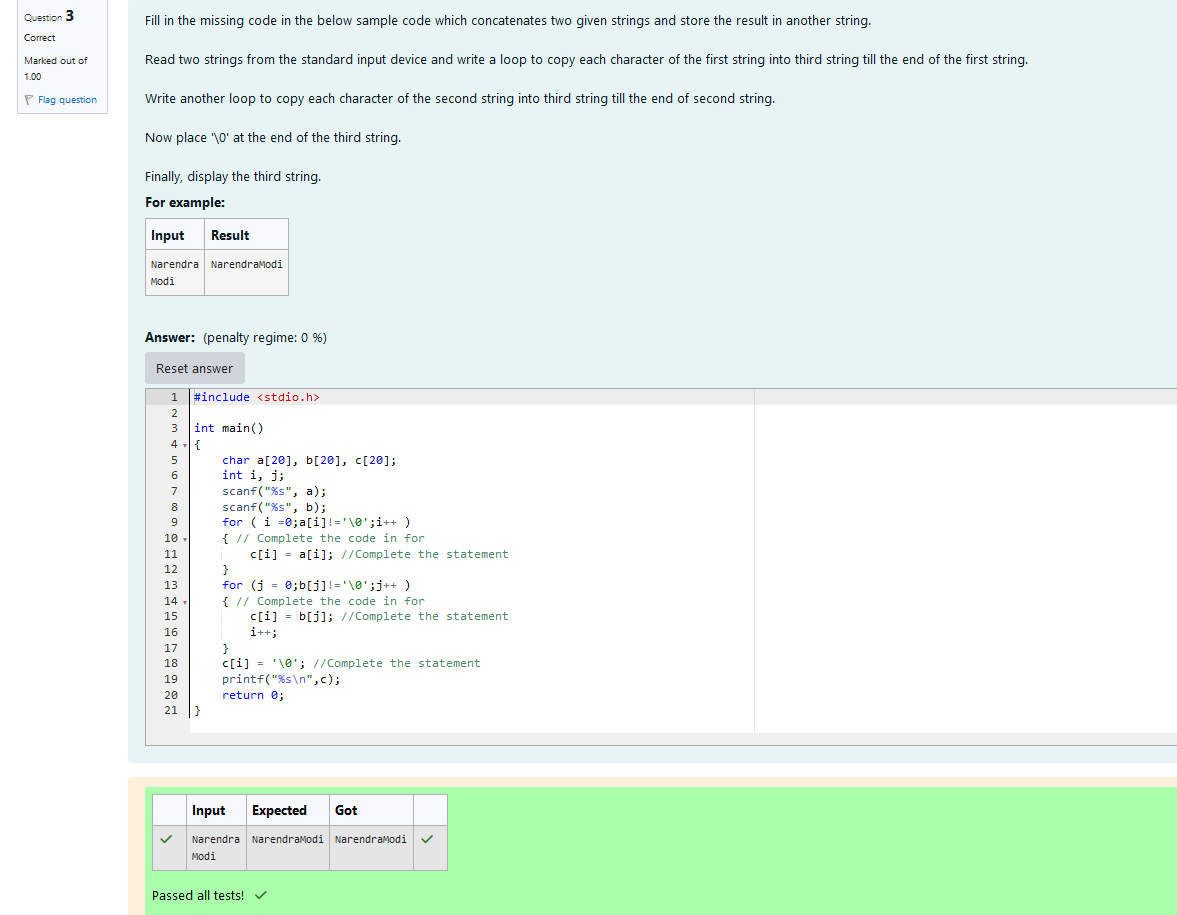 Question 3
Correct
Marked out of
1.00
Flag question
Fill in the missing code in the below sample code which concatenates two given strings and store the result in another string.
Read two strings from the standard input device and write a loop to copy each character of the first string into third string till the end of the first string.
Write another loop to copy each character of the second string into third string till the end of second string.
Now place '\0' at the end of the third string.
Finally, display the third string.
For example:
Input Result
Narendra NarendraModi
Modi
Answer: (penalty regime: 0 %)
Reset answer
1 #include <stdio.h>
2
3 int main()
4 {
5     char a[20], b[20], c[20];
6     int i, j;
7     scanf("%s", a);
8     scanf("%s", b);
9     for ( i =0;a[i]!='\0';i++ )
10     { // Complete the code in for
11         c[i] = a[i]; //Complete the statement
12     }
13     for (j = 0;b[j]!='\0';j++ )
14     { // Complete the code in for
15         c[i] = b[j]; //Complete the statement
16         i++;
17     }
18     c[i] = '\0'; //Complete the statement
19     printf("%s\n",c);
20     return 0;
21 }
Input Expected Got
Narendra NarendraModi NarendraModi
Modi
Passed all tests!